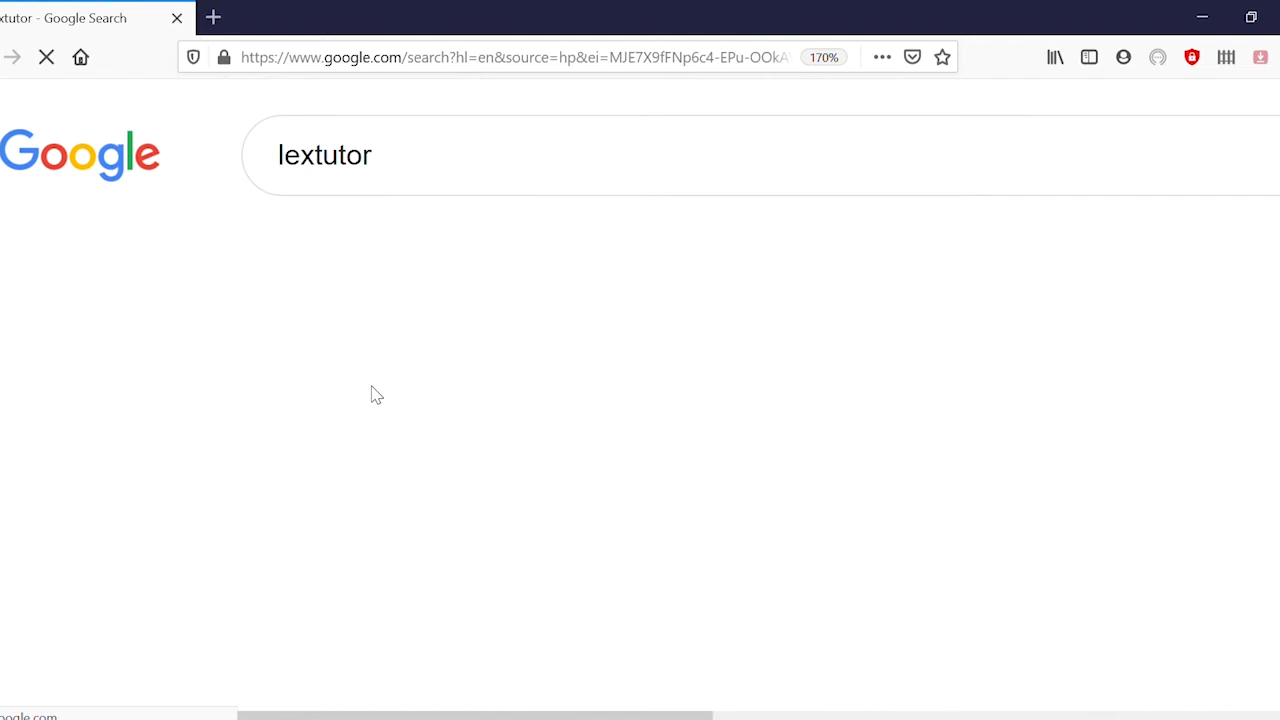 xtutor - Google Search
https://www.google.com/search?hl=en&source=hp&ei=MJE7X9fFNp6c4-EPu-OOkA
170%
Google
lextutor
oogle.com